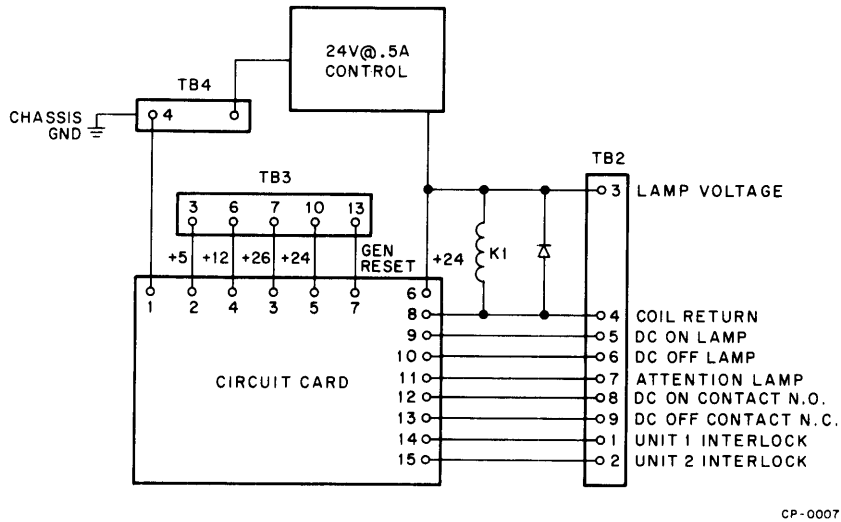 24V@.5A
CONTROL
TB4
4
CHASSIS
GND
TB2
TB3
3 LAMP VOLTAGE
3 6 7 10 13
+5 +12 +26 +24 GEN
RESET +24 K1
1 2 4 3 5 7 6
8 4 COIL RETURN
9 5 DC ON LAMP
10 6 DC OFF LAMP
11 7 ATTENTION LAMP
CIRCUIT CARD
12 8 DC ON CONTACT N.O.
13 9 DC OFF CONTACT N.C.
14 1 UNIT 1 INTERLOCK
15 2 UNIT 2 INTERLOCK
CP-0007